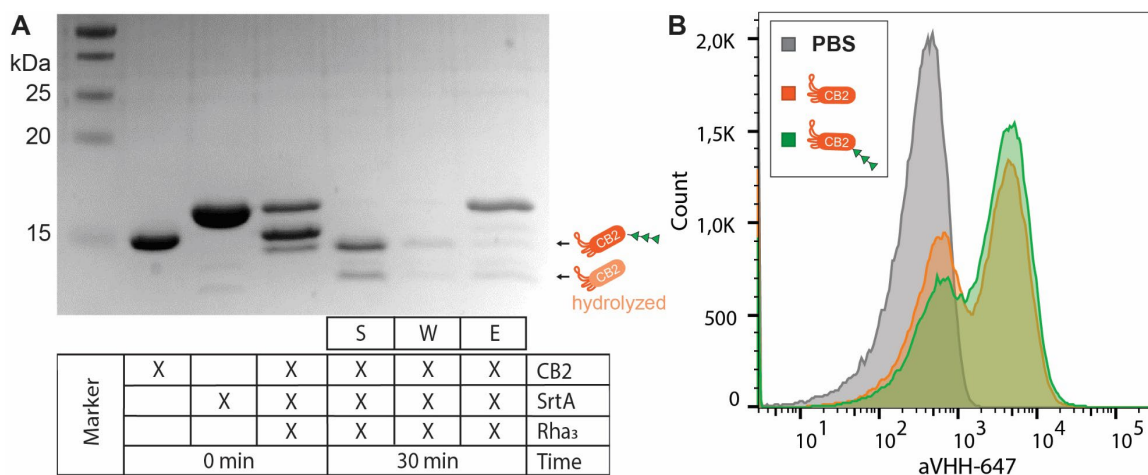 A
kDa
25
20
15
CB2
CB2
hydrolyzed
S W E
Marker
X X X X X CB2
X X X X X SrtA
X X X X Rha₃
0 min 30 min Time
B
PBS
CB2
CB2
2,0K
1,5K
1,0K
500
0
Count
10¹ 10² 10³ 10⁴ 10⁵
aVHH-647